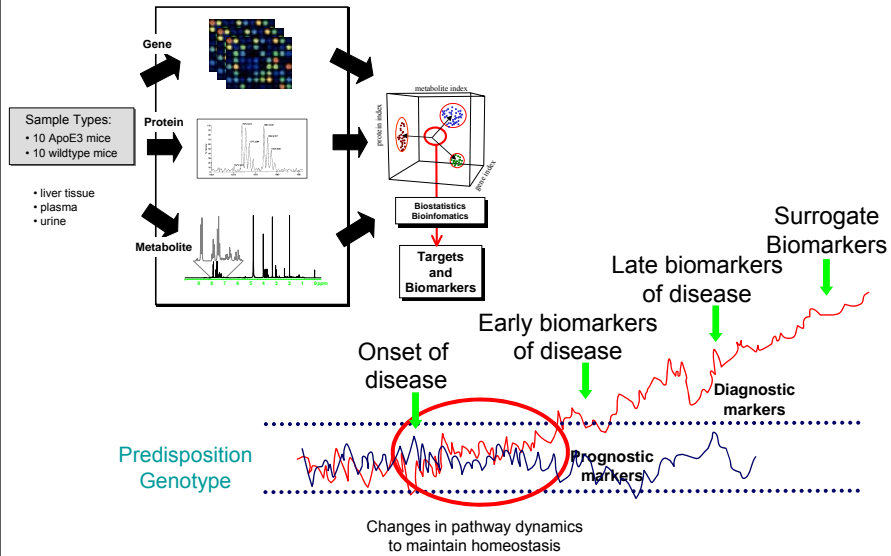 Gene
Sample Types:
• 10 ApoE3 mice
• 10 wildtype mice
• liver tissue
• plasma
• urine
Protein
Metabolite
metabolite index
protein index
gene index
Biostatistics
Bioinfomatics
Targets
and
Biomarkers
Surrogate
Biomarkers
Late biomarkers
of disease
Early biomarkers
of disease
Onset of
disease
Diagnostic
markers
Predisposition
Genotype
Prognostic
markers
Changes in pathway dynamics
to maintain homeostasis